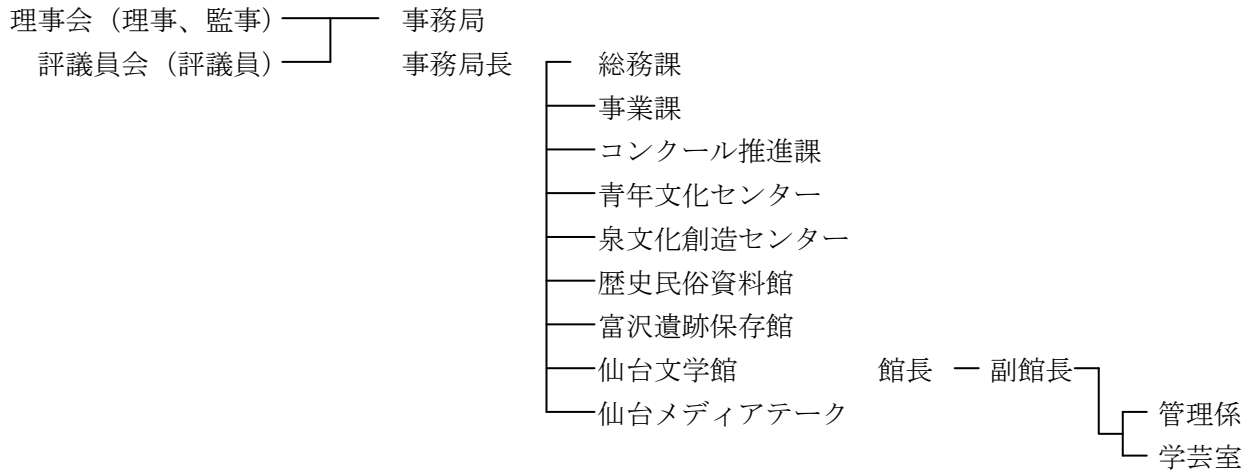 理事会（理事、監事） 事務局
評議員会（評議員） 事務局長 総務課
事業課
コンクール推進課
青年文化センター
泉文化創造センター
歴史民俗資料館
富沢遺跡保存館
仙台文学館 館長 副館長
仙台メディアテーク 管理係
学芸室